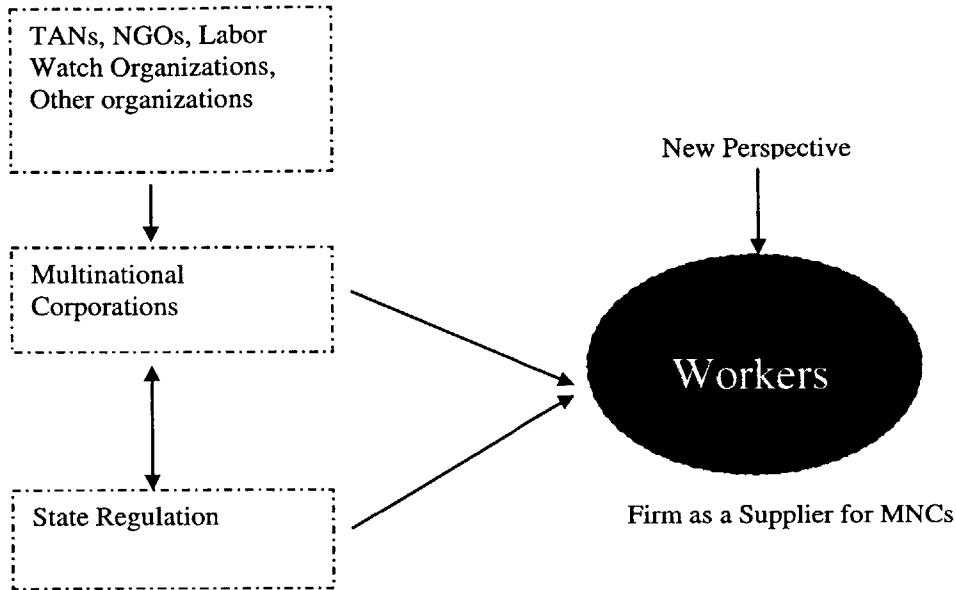 TANs, NGOs, Labor
Watch Organizations,
Other organizations
New Perspective
Multinational
Corporations
Workers
State Regulation
Firm as a Supplier for MNCs